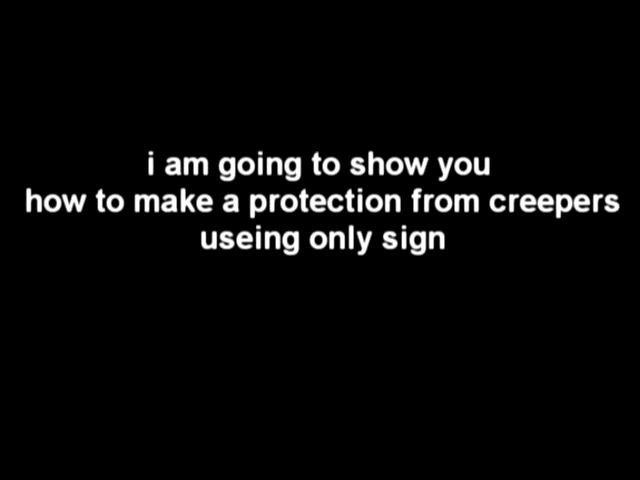 i am going to show you
how to make a protection from creepers
useing only sign